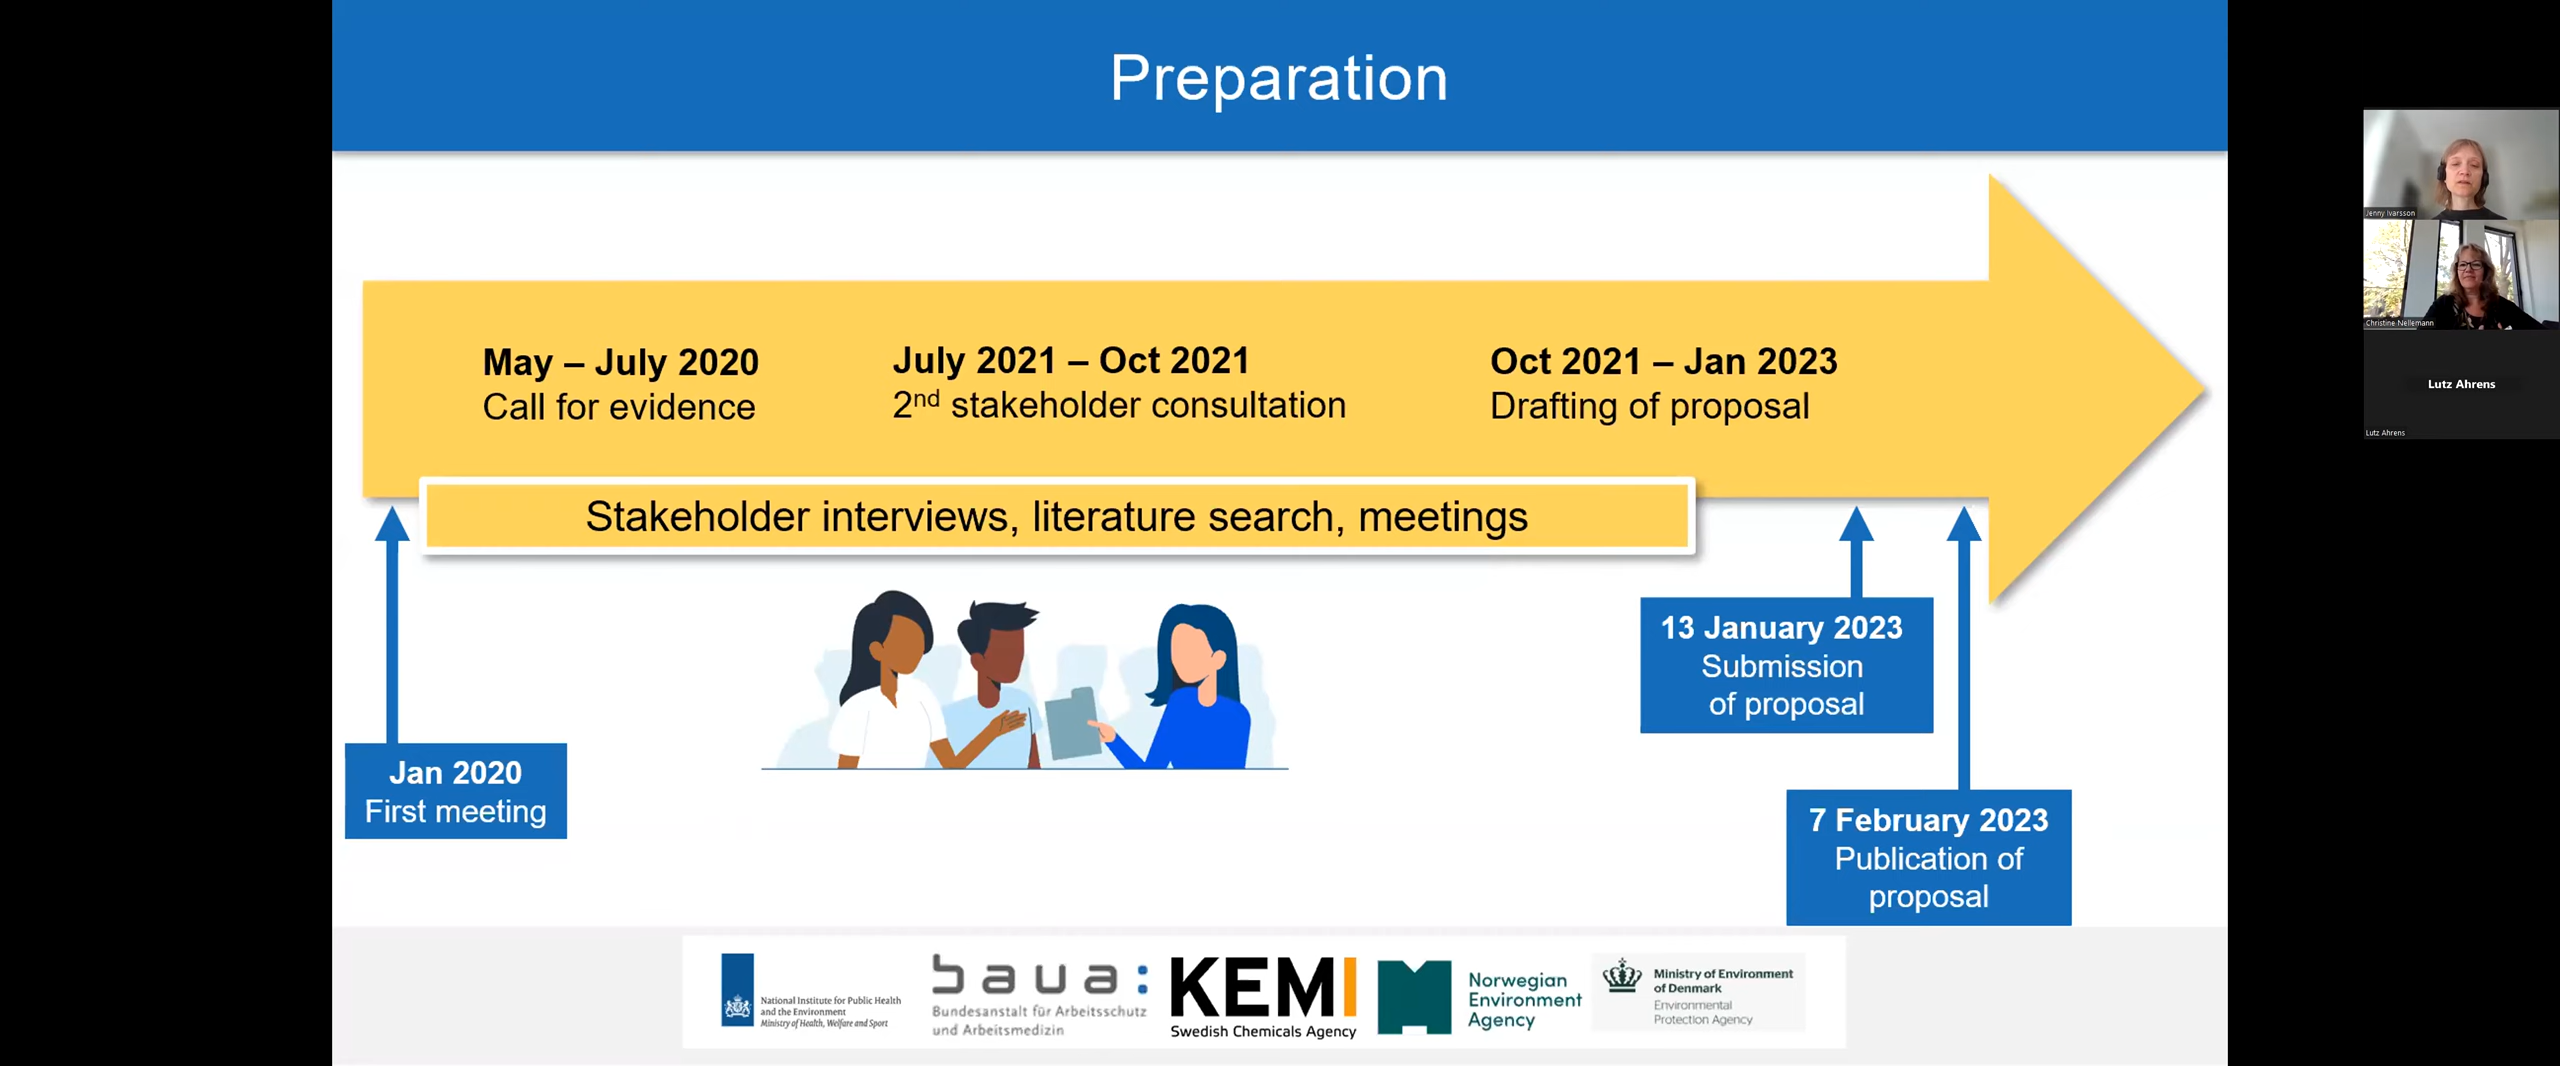 Preparation
May – July 2020
Call for evidence
July 2021 – Oct 2021
2nd stakeholder consultation
Oct 2021 – Jan 2023
Drafting of proposal
Stakeholder interviews, literature search, meetings
Jan 2020
First meeting
13 January 2023
Submission
of proposal
7 February 2023
Publication of
proposal
National Institute for Public Health
and the Environment
Ministry of Health, Welfare and Sport
baua:
Bundesanstalt für Arbeitsschutz
und Arbeitsmedizin
KEMI
Swedish Chemicals Agency
Norwegian
Environment
Agency
Ministry of Environment
of Denmark
Environmental
Protection Agency
Jenny Ivarsson
Christine Nellemann
Lutz Ahrens
Lutz Ahrens